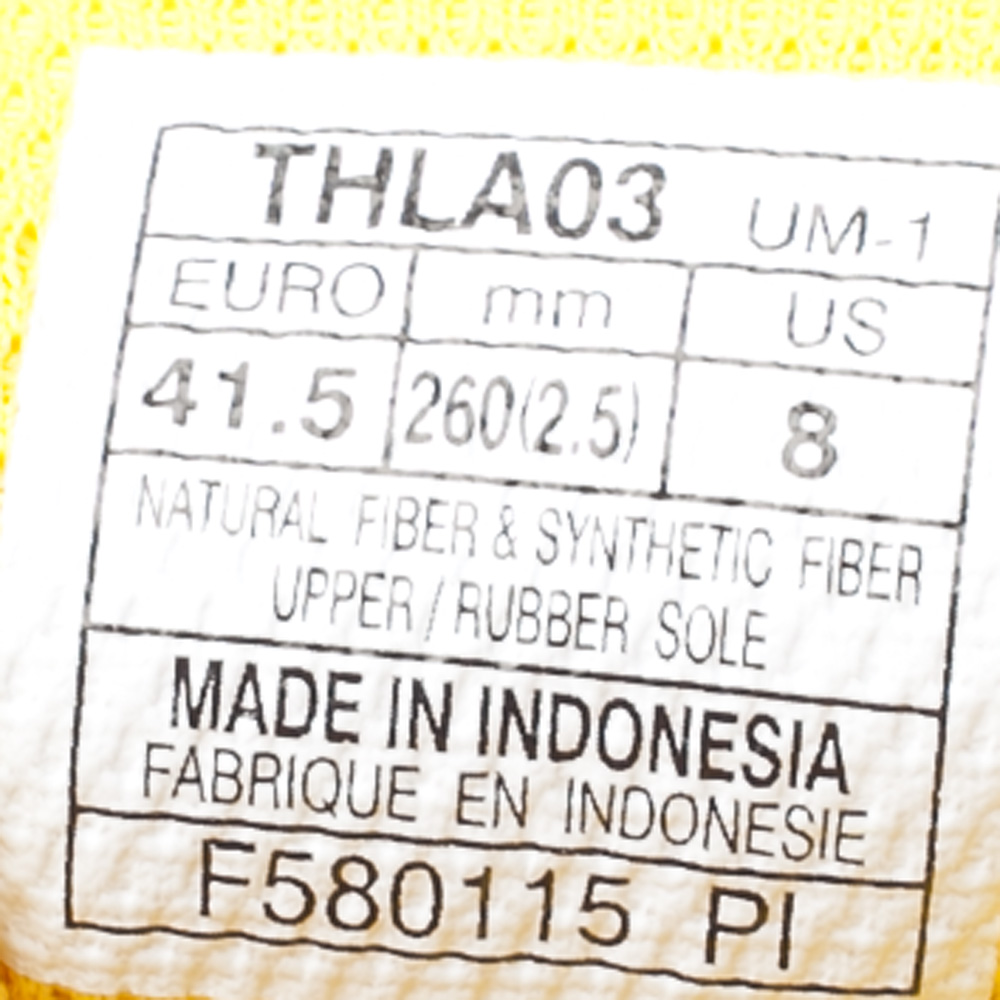 THLA03 UM-1
EURO mm US
41.5 260(2.5) 8
NATURAL FIBER & SYNTHETIC FIBER
UPPER / RUBBER SOLE
MADE IN INDONESIA
FABRIQUE EN INDONESIE
F580115 PI